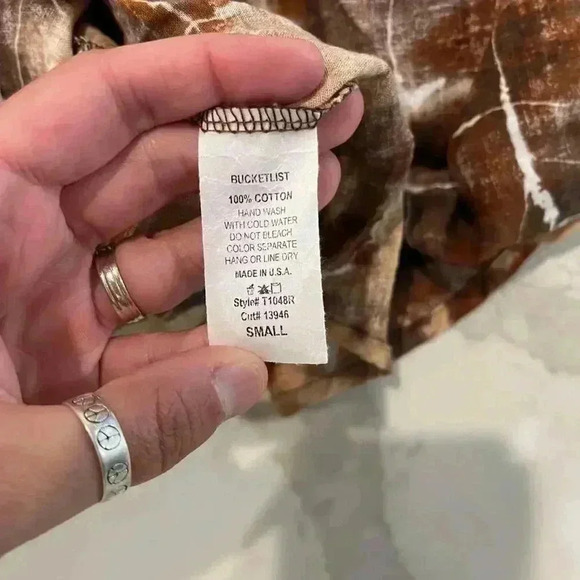 BUCKETLIST
100% COTTON
HAND WASH
WITH COLD WATER
DO NOT BLEACH
COLOR SEPARATE
HANG OR LINE DRY
MADE IN U.S.A.
Style# T1048R
Cut# 13946
SMALL